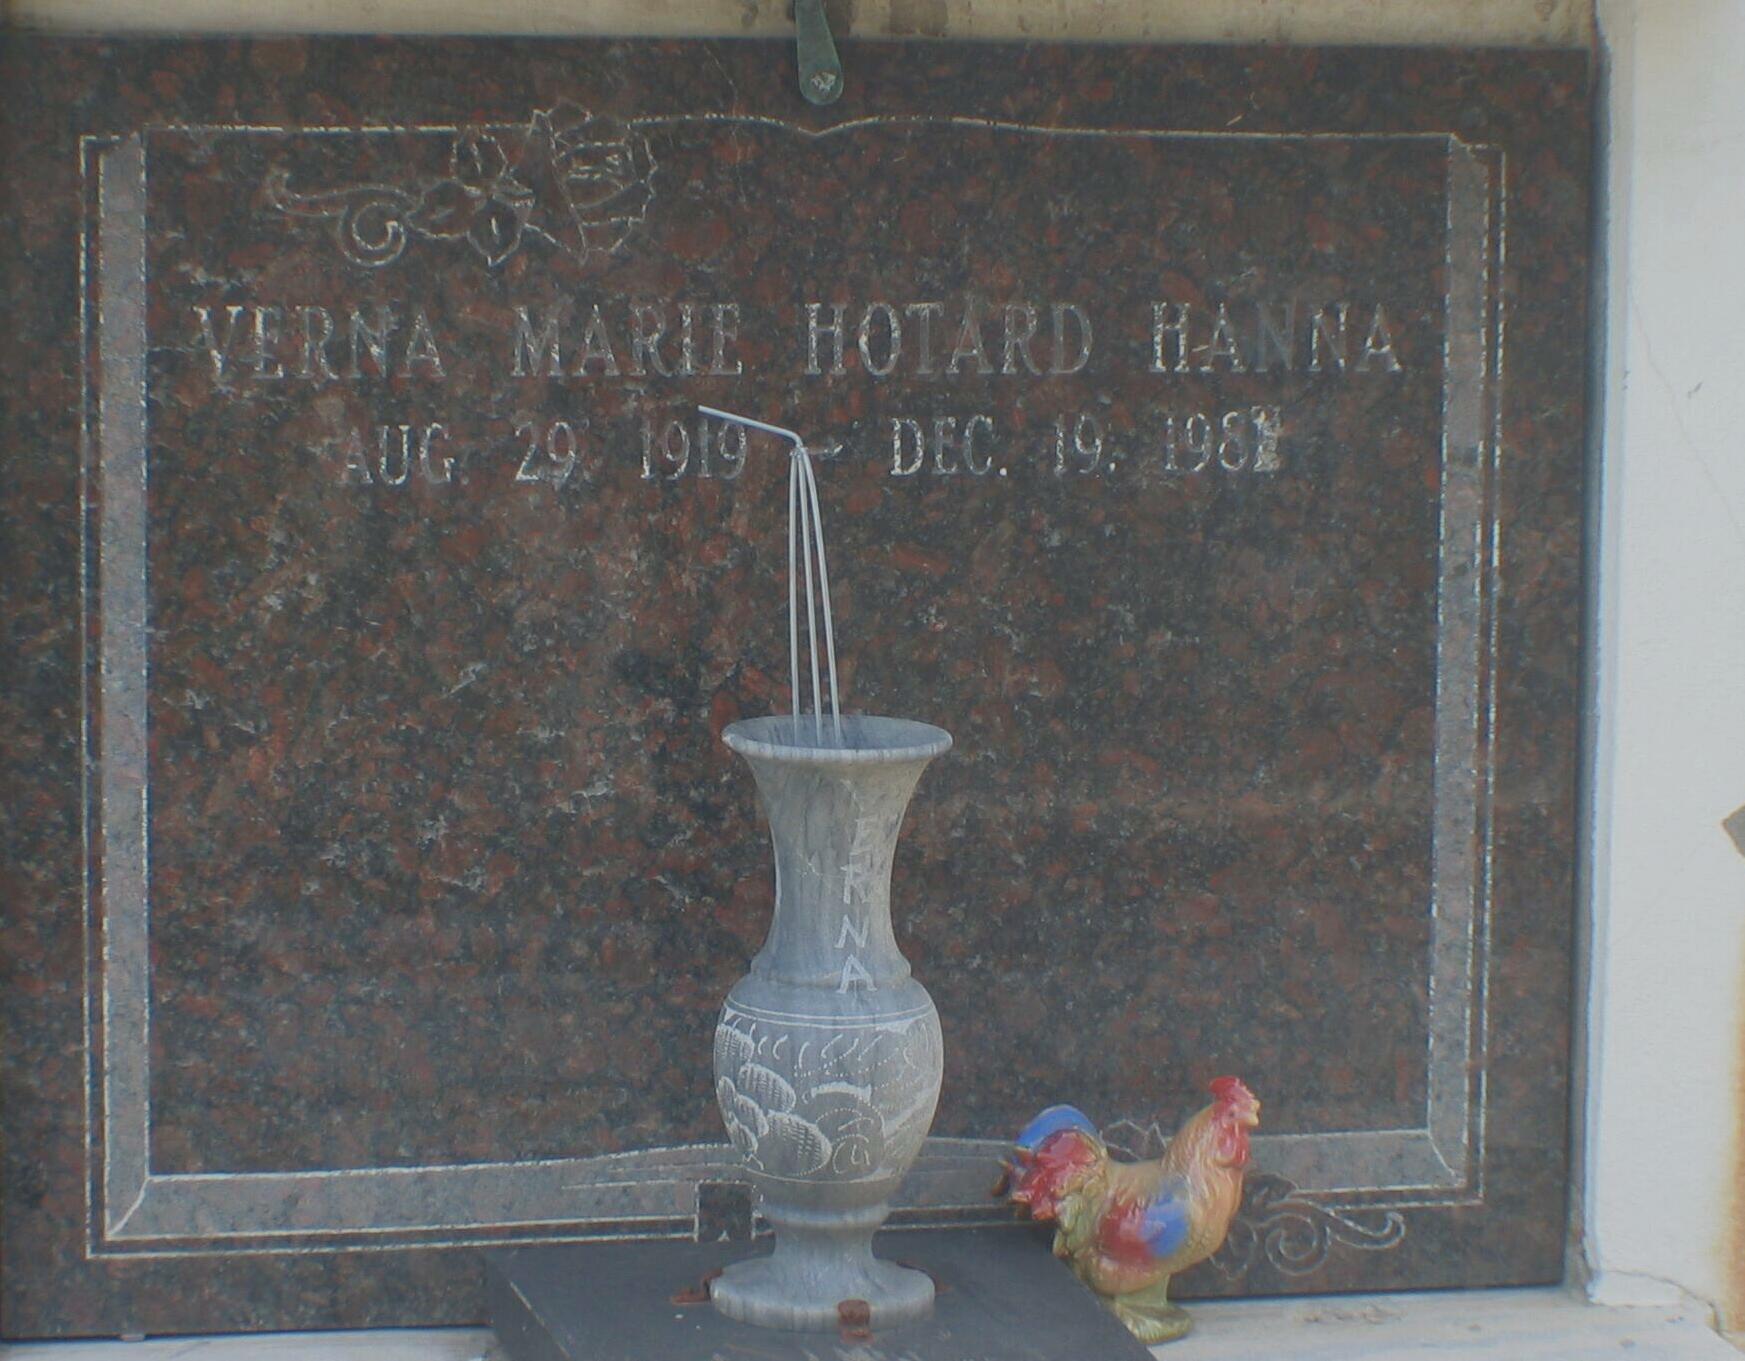 VERNA MARIE HOTARD HANNA
AUG. 29, 1919 - DEC. 19,
VERNA